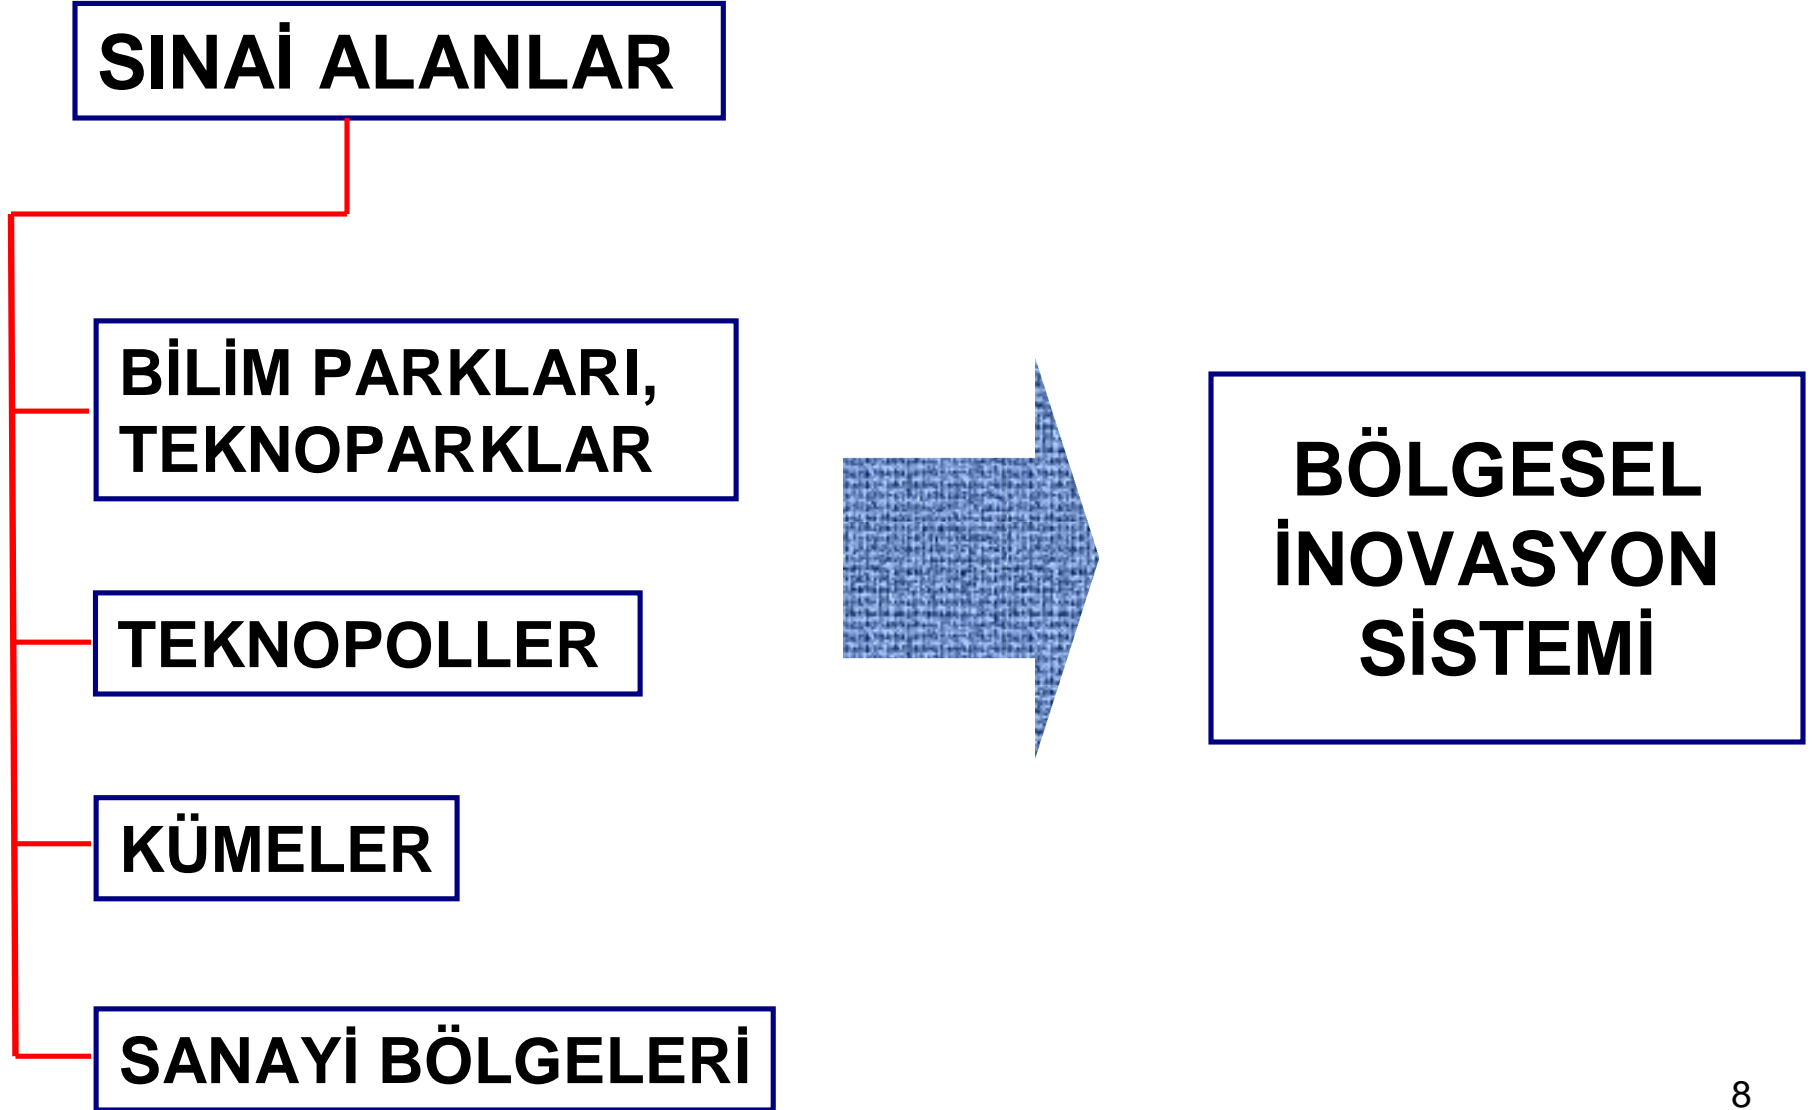 SINAİ ALANLAR
BİLİM PARKLARI,
TEKNOPARKLAR
TEKNOPOLLER
KÜMELER
SANAYİ BÖLGELERİ
BÖLGESEL
İNOVASYON
SİSTEMİ
8